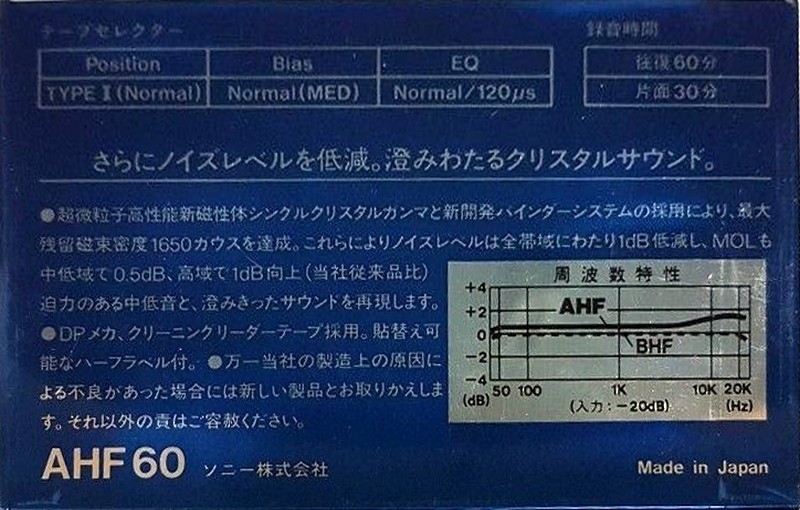 テープセレクター
録音時間
Position Bias EQ
TYPE I (Normal) Normal(MED) Normal/120μs
往復60分
片面30分
さらにノイズレベルを低減。澄みわたるクリスタルサウンド。
●超微粒子高性能新磁性体シングルクリスタルガンマと新開発バインダーシステムの採用により、最大
残留磁束密度1650ガウスを達成。これらによりノイズレベルは全帯域にわたり1dB低減し、MOLも
中低域で0.5dB、高域で1dB向上(当社従来品比)
迫力のある中低音と、澄みきったサウンドを再現します。
●DPメカ、クリーニングリーダーテープ採用。貼替え可
能なハーフラベル付。●万一当社の製造上の原因に
よる不良があった場合には新しい製品とお取りかえしま
す。それ以外の責はご容赦ください。
周波数特性
+4
+2
0
−2
−4
(dB)
AHF
BHF
50 100 1K 10K 20K
(入力:−20dB) (Hz)
AHF 60 ソニー株式会社
Made in Japan